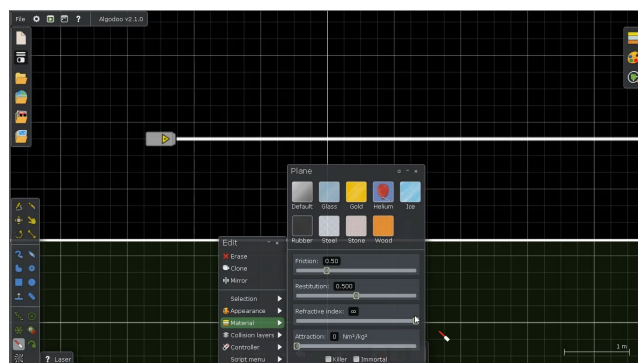 File ? Algodoo v2.1.0
Plane
Default Glass Gold Helium Ice
Rubber Steel Stone Wood
Edit
Erase
Clone
Mirror
Selection
Appearance
Material
Collision layers
Controller
Script menu
Friction: 0.50
Restitution: 0.500
Refractive index: ∞
Attraction: 0 Nm²/kg²
Killer Immortal
? Laser
1 m